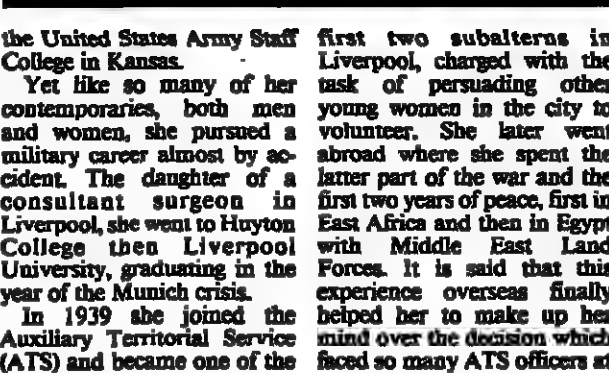 the United States Army Staff
College in Kansas.
Yet like so many of her
contemporaries, both men
and women, she pursued a
military career almost by ac-
cident. The daughter of a
consultant surgeon in
Liverpool, she went to Huyton
College then Liverpool
University, graduating in the
year of the Munich crisis.
In 1939 she joined the
Auxiliary Territorial Service
(ATS) and became one of the
first two subalterns in
Liverpool, charged with the
task of persuading other
young women in the city to
volunteer. She later went
abroad where she spent the
latter part of the war and the
first two years of peace, first in
East Africa and then in Egypt
with Middle East Land
Forces. It is said that this
experience overseas finally
helped her to make up her
mind over the decision which
faced so many ATS officers